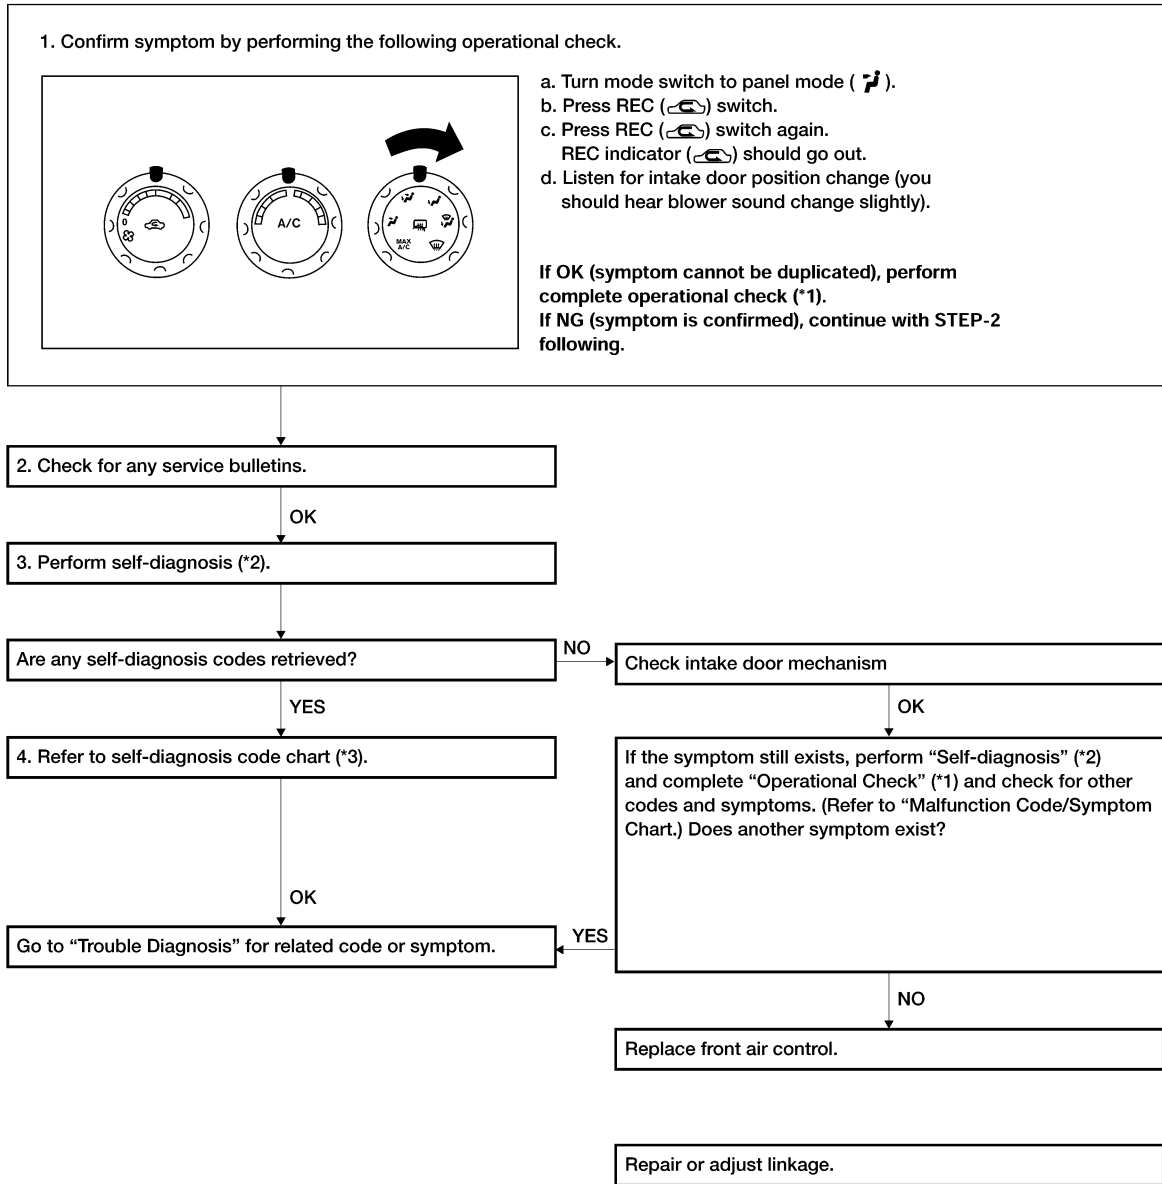 1. Confirm symptom by performing the following operational check.
a. Turn mode switch to panel mode ( ).
b. Press REC ( ) switch.
c. Press REC ( ) switch again.
REC indicator ( ) should go out.
d. Listen for intake door position change (you
should hear blower sound change slightly).
0
A/C
MAX
A/C
If OK (symptom cannot be duplicated), perform
complete operational check (*1).
If NG (symptom is confirmed), continue with STEP-2
following.
2. Check for any service bulletins.
OK
3. Perform self-diagnosis (*2).
Are any self-diagnosis codes retrieved?
NO
Check intake door mechanism
YES
OK
4. Refer to self-diagnosis code chart (*3).
If the symptom still exists, perform “Self-diagnosis” (*2)
and complete “Operational Check” (*1) and check for other
codes and symptoms. (Refer to “Malfunction Code/Symptom
Chart.) Does another symptom exist?
OK
YES
Go to “Trouble Diagnosis” for related code or symptom.
NO
Replace front air control.
Repair or adjust linkage.